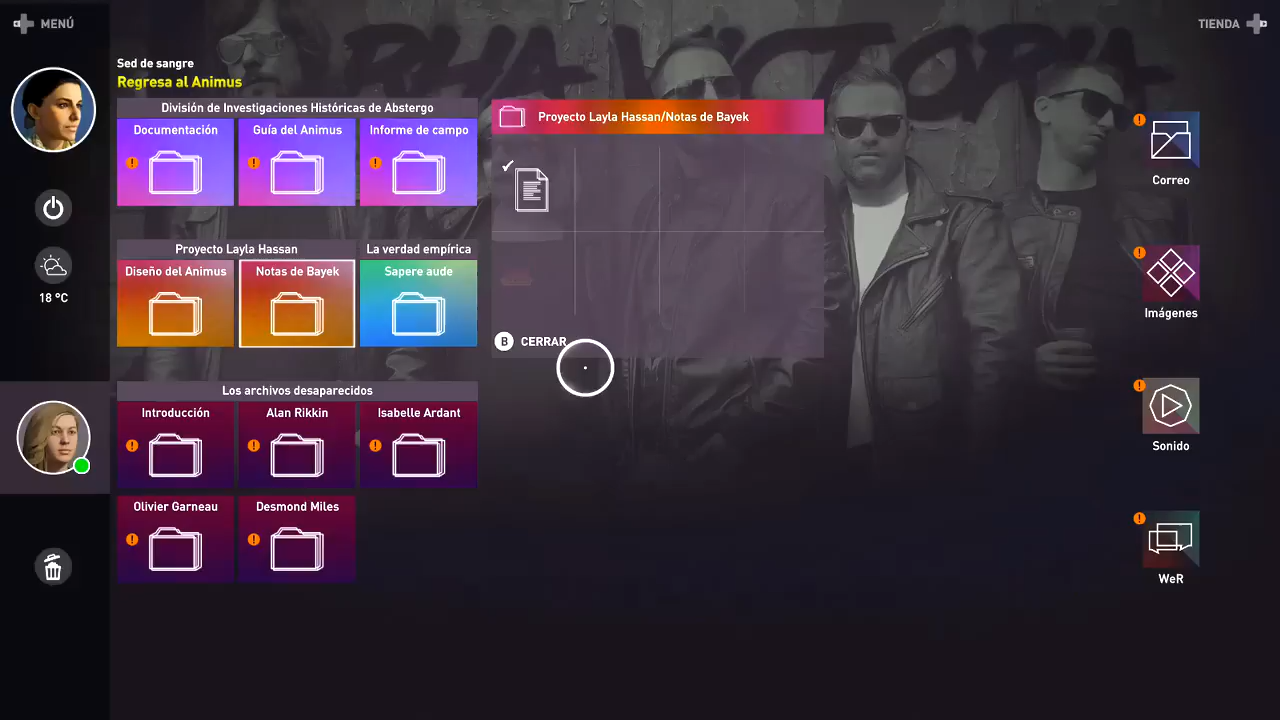 MENÚ
TIENDA
Sed de sangre
Regresa al Animus
División de Investigaciones Históricas de Abstergo
Documentación
Guía del Animus
Informe de campo
Proyecto Layla Hassan/Notas de Bayek
Correo
Proyecto Layla Hassan
La verdad empírica
Diseño del Animus
Notas de Bayek
Sapere aude
18 °C
Imágenes
B CERRAR
Los archivos desaparecidos
Introducción
Alan Rikkin
Isabelle Ardant
Sonido
Olivier Garneau
Desmond Miles
WeR